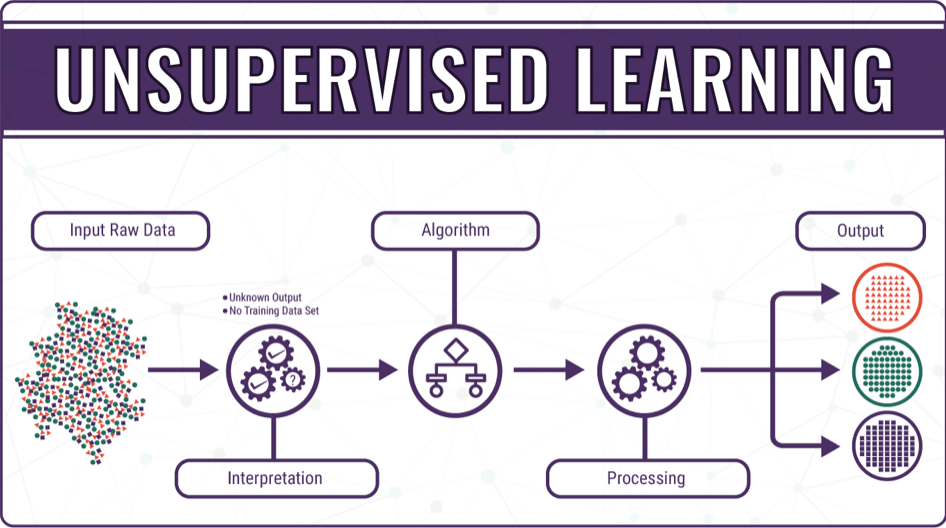 UNSUPERVISED LEARNING
Input Raw Data
Algorithm
Output
•Unknown Output
•No Training Data Set
?
Interpretation
Processing